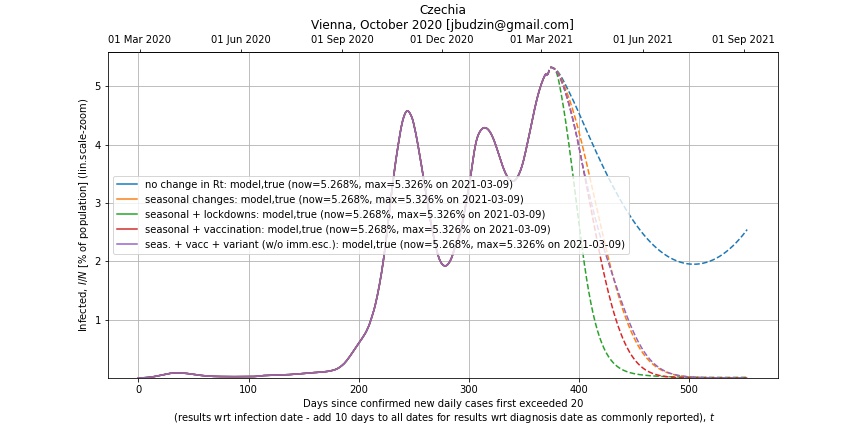 Czechia
Vienna, October 2020 [jbudzin@gmail.com]
01 Mar 2020 01 Jun 2020 01 Sep 2020 01 Dec 2020 01 Mar 2021 01 Jun 2021 01 Sep 2021
Infected, I/N [% of population] (lin.scale-zoom)
5
4
3
2
1
no change in Rt: model,true (now=5.268%, max=5.326% on 2021-03-09)
seasonal changes: model,true (now=5.268%, max=5.326% on 2021-03-09)
seasonal + lockdowns: model,true (now=5.268%, max=5.326% on 2021-03-09)
seasonal + vaccination: model,true (now=5.268%, max=5.326% on 2021-03-09)
seas. + vacc + variant (w/o imm.esc.): model,true (now=5.268%, max=5.326% on 2021-03-09)
0 100 200 300 400 500
Days since confirmed new daily cases first exceeded 20
(results wrt infection date - add 10 days to all dates for results wrt diagnosis date as commonly reported), t